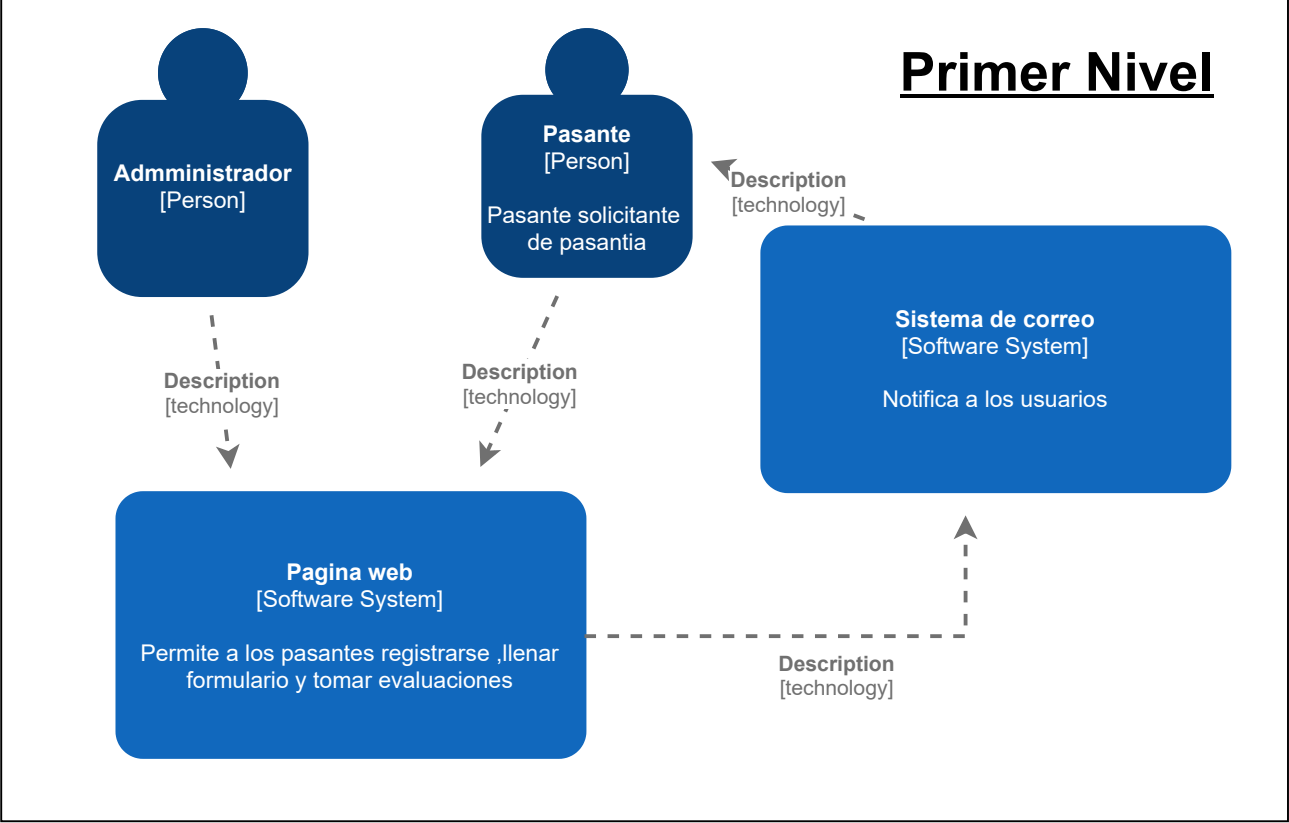 Primer Nivel
Admministrador
[Person]
Pasante
[Person]
Pasante solicitante
de pasantia
Description
[technology]
Sistema de correo
[Software System]
Notifica a los usuarios
Description
[technology]
Description
[technology]
Pagina web
[Software System]
Permite a los pasantes registrarse ,llenar
formulario y tomar evaluaciones
Description
[technology]